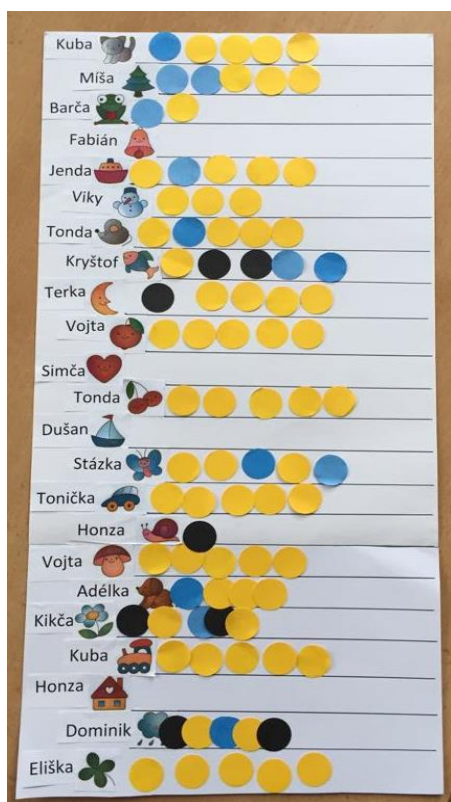 Kuba
Míša
Barča
Fabián
Jenda
Viky
Tonda
Kryštof
Terka
Vojta
Simča
Tonda
Dušan
Stázka
Tonička
Honza
Vojta
Adélka
Kikča
Kuba
Honza
Dominik
Eliška